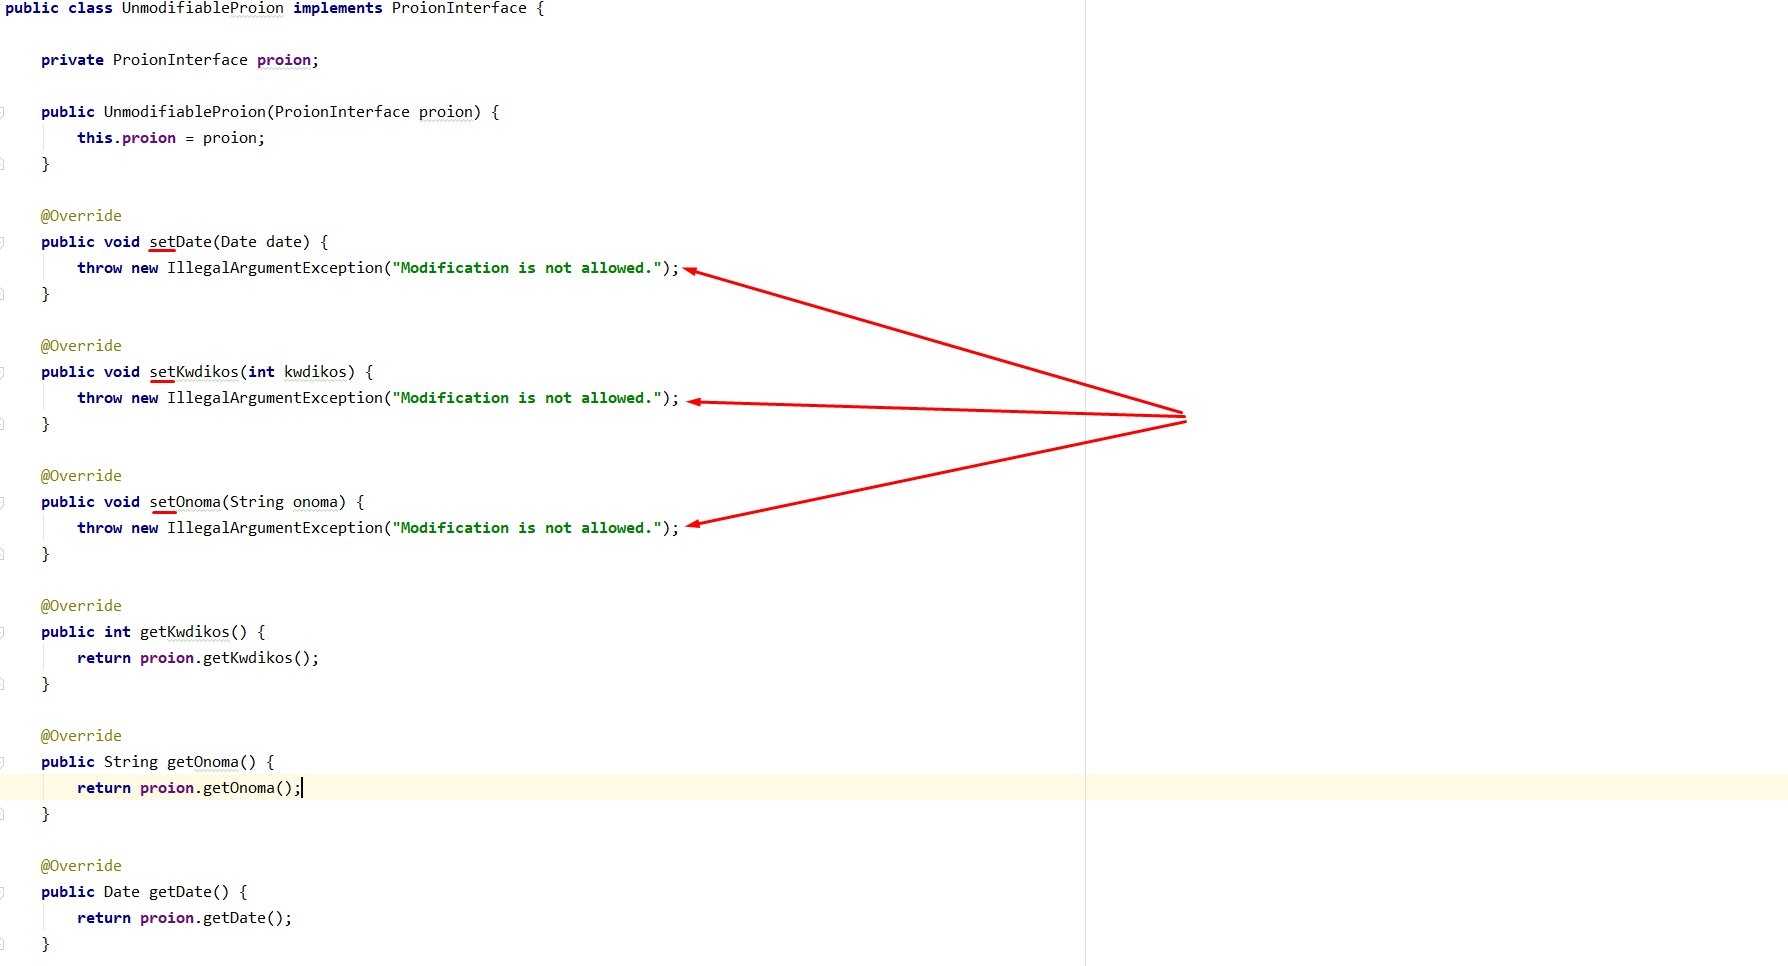 public class UnmodifiableProion implements ProionInterface {
private ProionInterface proion;
public UnmodifiableProion(ProionInterface proion) {
this.proion = proion;
}
@Override
public void setDate(Date date) {
throw new IllegalArgumentException("Modification is not allowed.");
}
@Override
public void setKwdikos(int kwdikos) {
throw new IllegalArgumentException("Modification is not allowed.");
}
@Override
public void setOnoma(String onoma) {
throw new IllegalArgumentException("Modification is not allowed.");
}
@Override
public int getKwdikos() {
return proion.getKwdikos();
}
@Override
public String getOnoma() {
return proion.getOnoma();
}
@Override
public Date getDate() {
return proion.getDate();
}